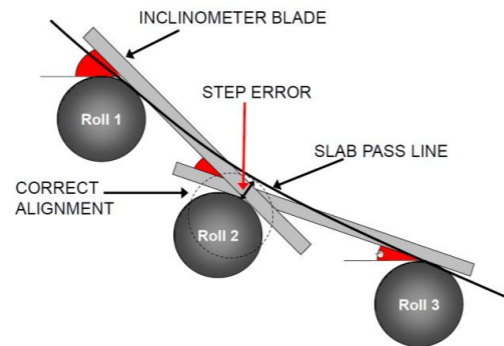 INCLINOMETER BLADE
Roll 1
STEP ERROR
SLAB PASS LINE
CORRECT
ALIGNMENT
Roll 2
Roll 3